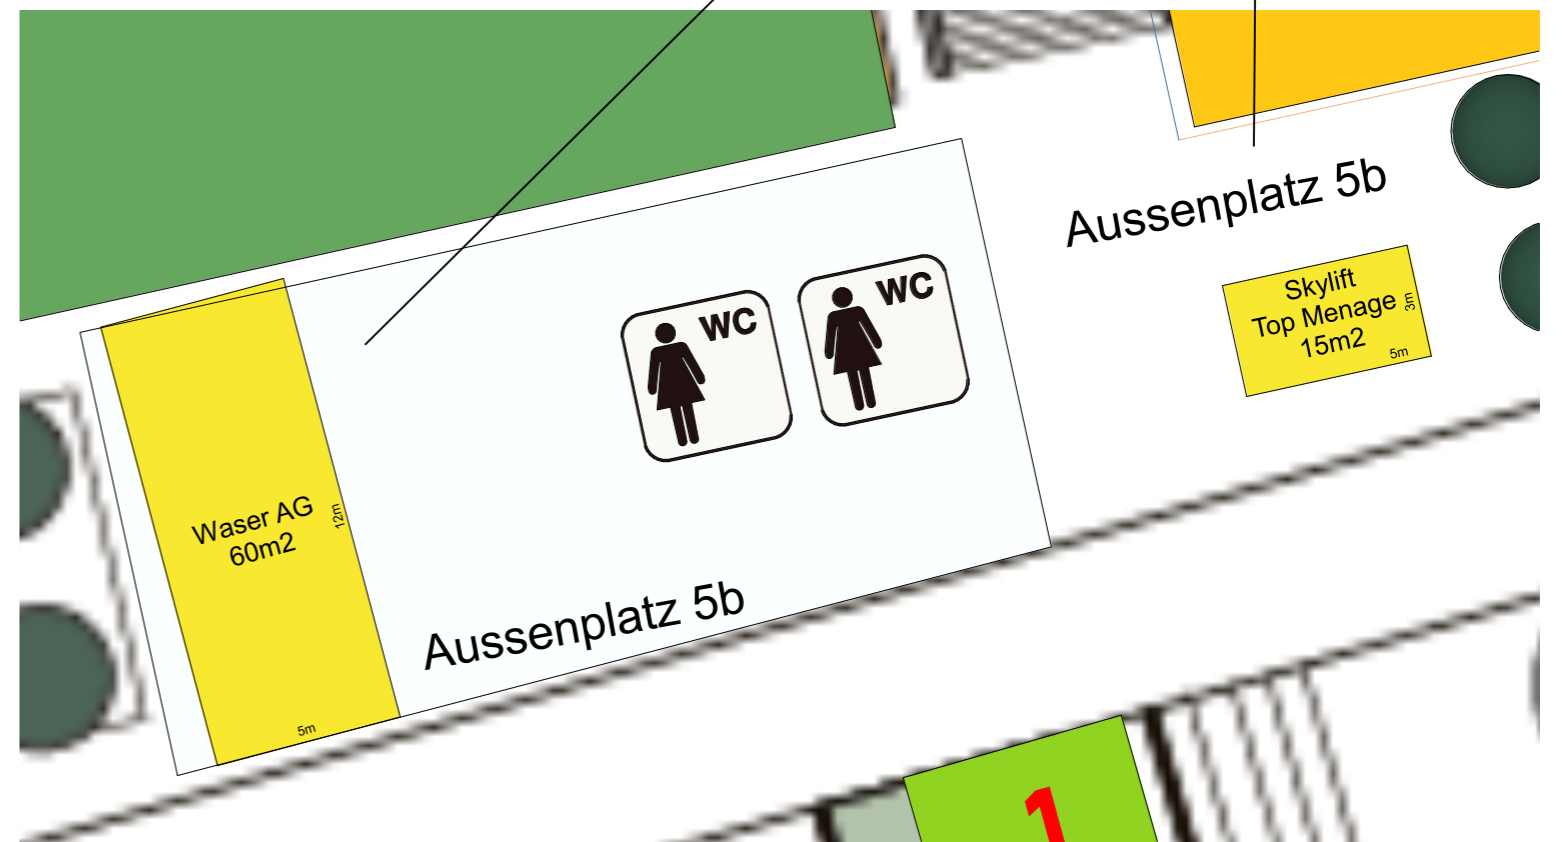 Aussenplatz 5b
Skylift
Top Menage
15m2
3m
5m
WC
WC
Waser AG
60m2
12m
5m
Aussenplatz 5b
1